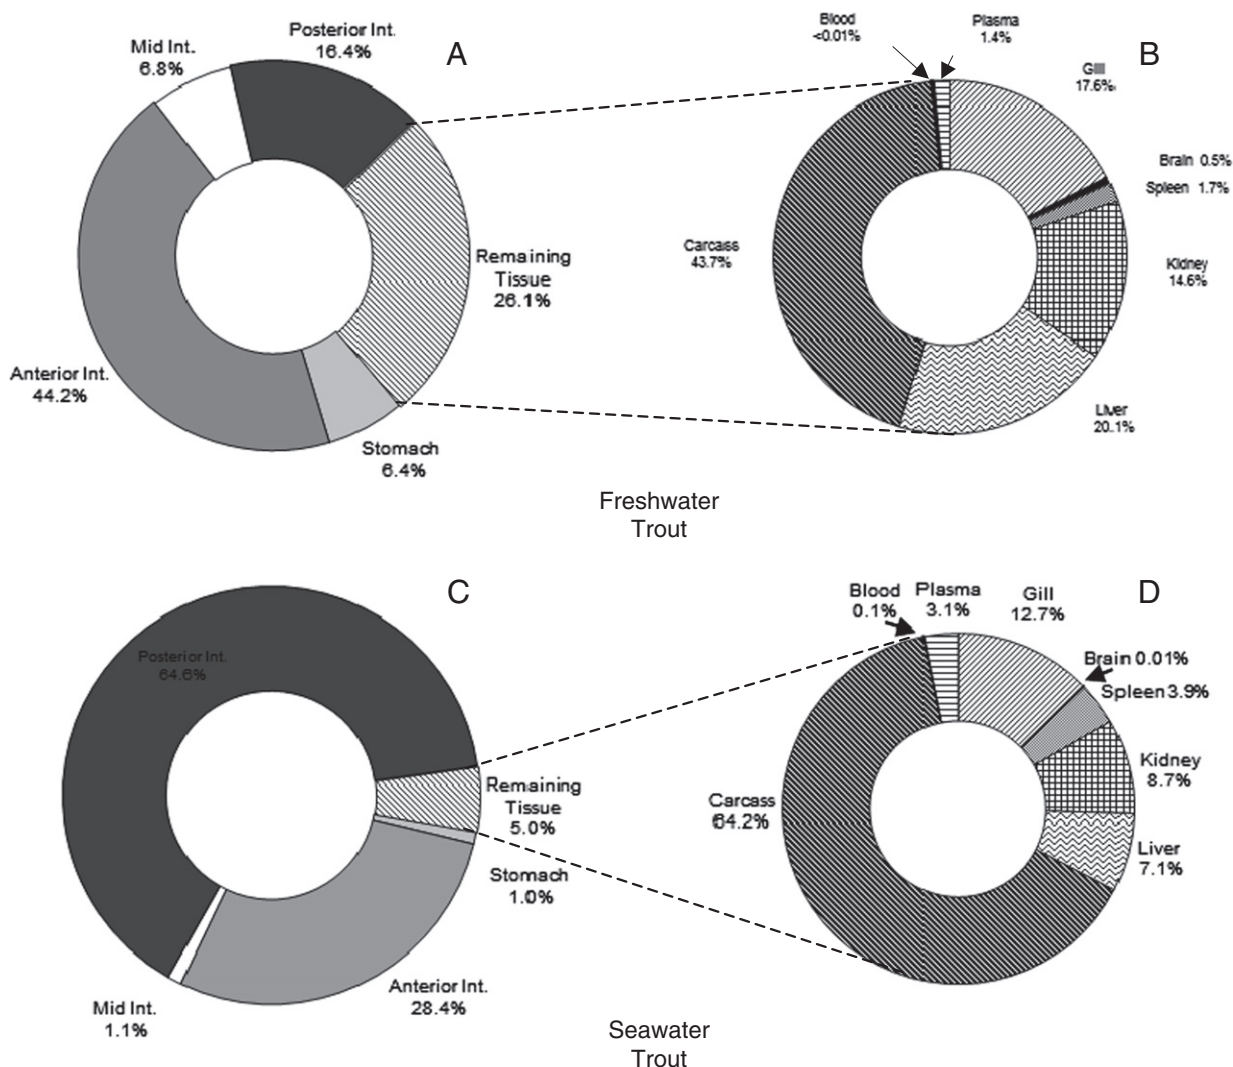 A
Posterior Int.
16.4%
Mid Int.
6.8%
Remaining
Tissue
26.1%
Anterior Int.
44.2%
Stomach
6.4%
B
Blood
<0.01%
Plasma
1.4%
Gill
17.6%
Brain 0.5%
Spleen 1.7%
Carcass
43.7%
Kidney
14.6%
Liver
20.1%
Freshwater
Trout
C
Posterior Int.
64.6%
Remaining
Tissue
5.0%
Stomach
1.0%
Anterior Int.
28.4%
Mid Int.
1.1%
D
Blood
0.1%
Plasma
3.1%
Gill
12.7%
Brain 0.01%
Spleen 3.9%
Kidney
8.7%
Carcass
64.2%
Liver
7.1%
Seawater
Trout